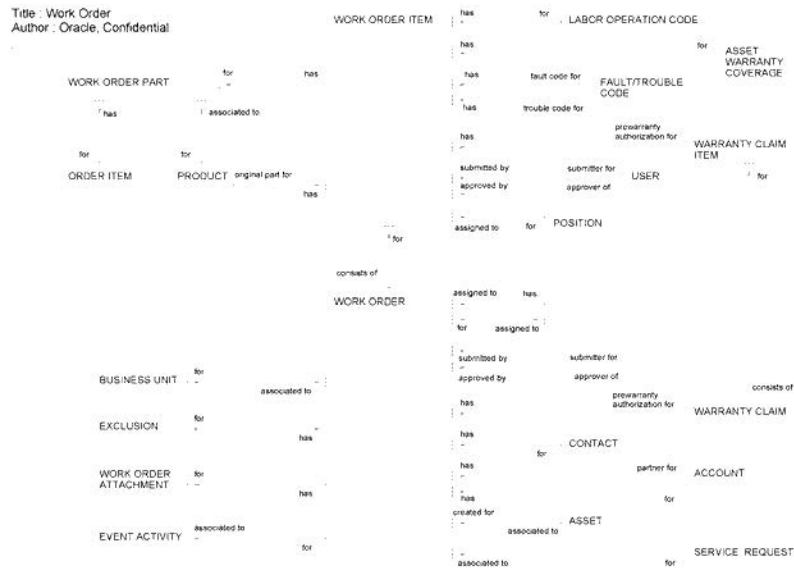 Title : Work Order
Author : Oracle, Confidential
WORK ORDER ITEM
has
for
LABOR OPERATION CODE
has
for
ASSET
WARRANTY
COVERAGE
WORK ORDER PART
for
has
has
fault code for
FAULT/TROUBLE
CODE
has
associated to
has
trouble code for
has
prewarranty
authorization for
WARRANTY CLAIM
ITEM
for
for
for
ORDER ITEM
PRODUCT
original part for
has
submitted by
submitter for
USER
approved by
approver of
assigned to
for
POSITION
for
consists of
WORK ORDER
assigned to
has
for
assigned to
submitted by
submitter for
approved by
approver of
BUSINESS UNIT
for
associated to
consists of
has
prewarranty
authorization for
WARRANTY CLAIM
EXCLUSION
for
has
has
for
CONTACT
WORK ORDER
ATTACHMENT
for
has
has
partner for
ACCOUNT
has
for
created for
associated to
ASSET
EVENT ACTIVITY
associated to
for
associated to
for
SERVICE REQUEST